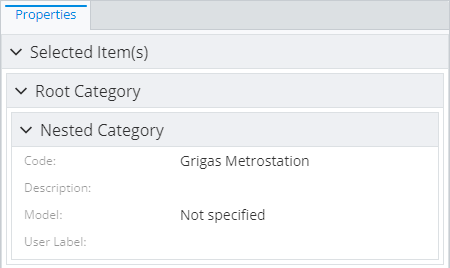 Properties
Selected Item(s)
Root Category
Nested Category
Code: Grigas Metrostation
Description:
Model: Not specified
User Label: